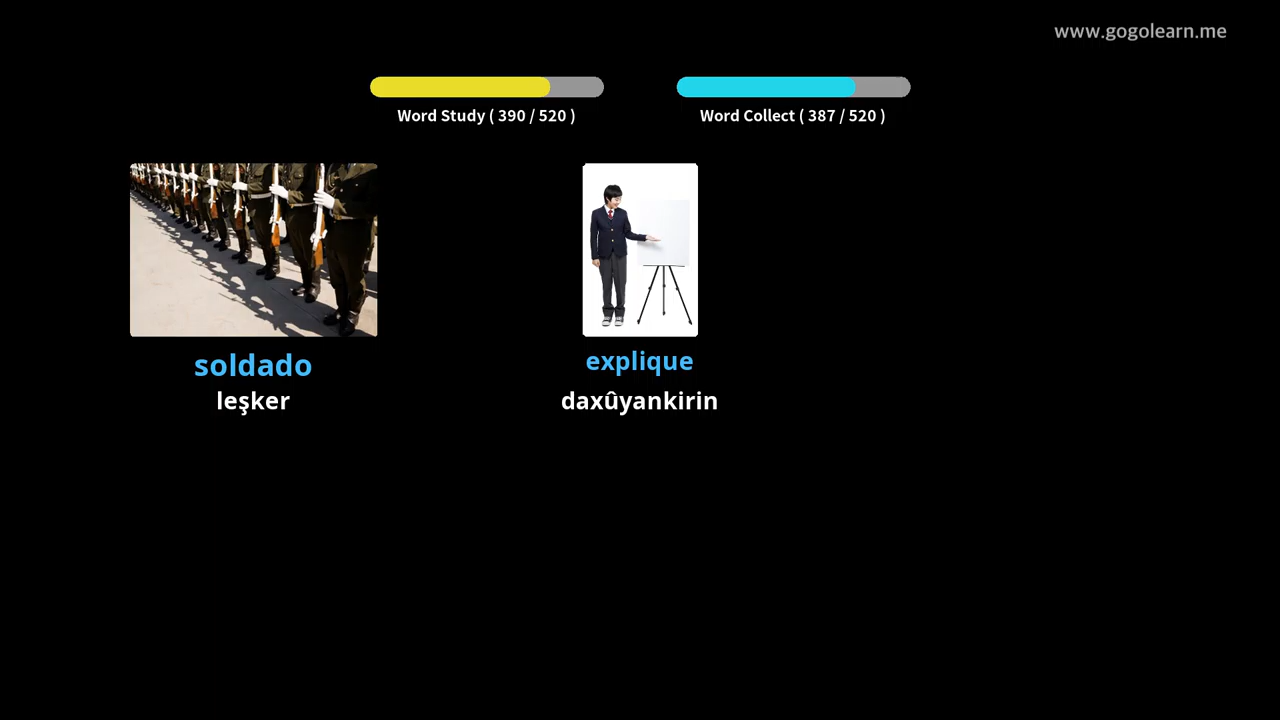 www.gogolearn.me
Word Study ( 390 / 520 )
Word Collect ( 387 / 520 )
soldado
leşker
explique
daxûyankirin